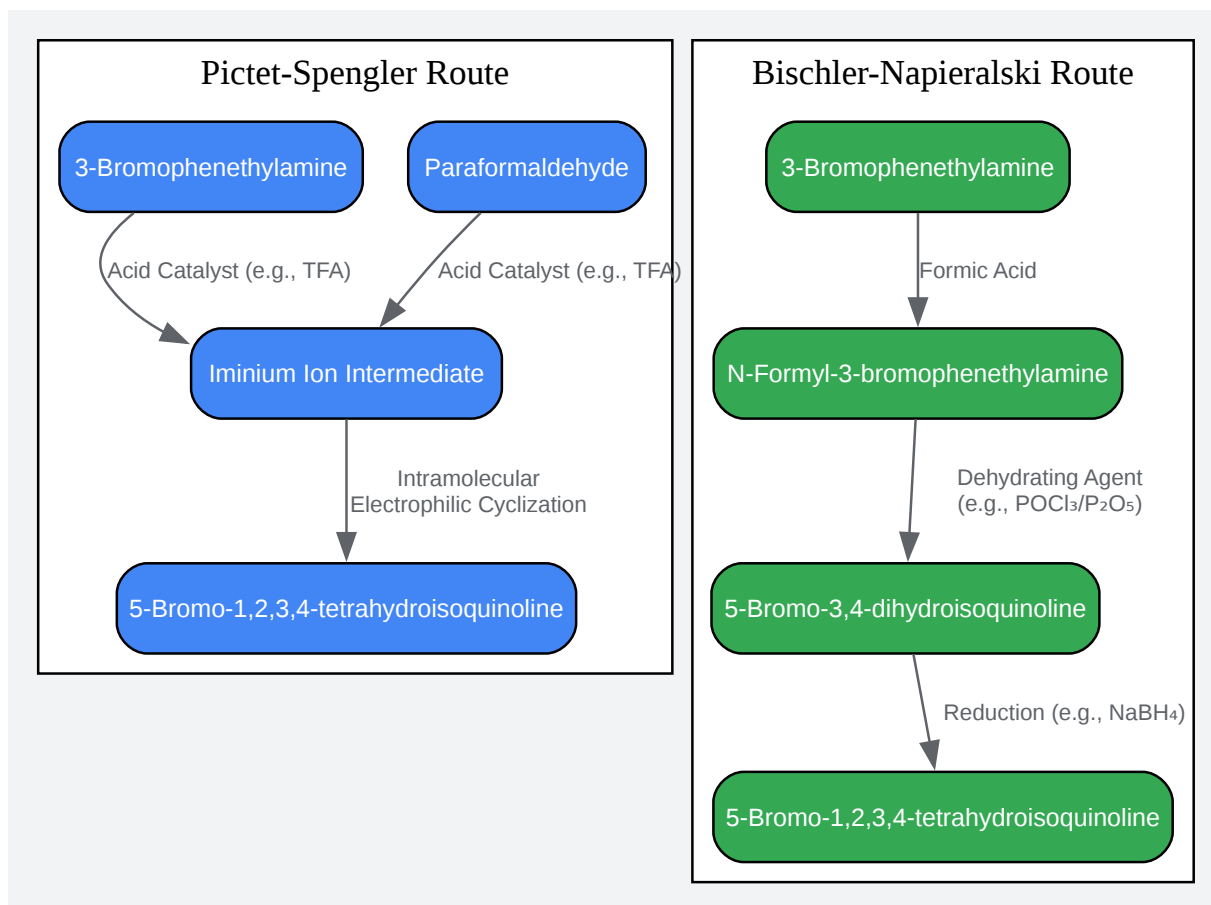 Pictet-Spengler Route
3-Bromophenethylamine
Paraformaldehyde
Acid Catalyst (e.g., TFA)
Acid Catalyst (e.g., TFA)
Iminium Ion Intermediate
Intramolecular
Electrophilic Cyclization
5-Bromo-1,2,3,4-tetrahydroisoquinoline
Bischler-Napieralski Route
3-Bromophenethylamine
Formic Acid
N-Formyl-3-bromophenethylamine
Dehydrating Agent
(e.g., POCl₃/P₂O₅)
5-Bromo-3,4-dihydroisoquinoline
Reduction (e.g., NaBH₄)
5-Bromo-1,2,3,4-tetrahydroisoquinoline